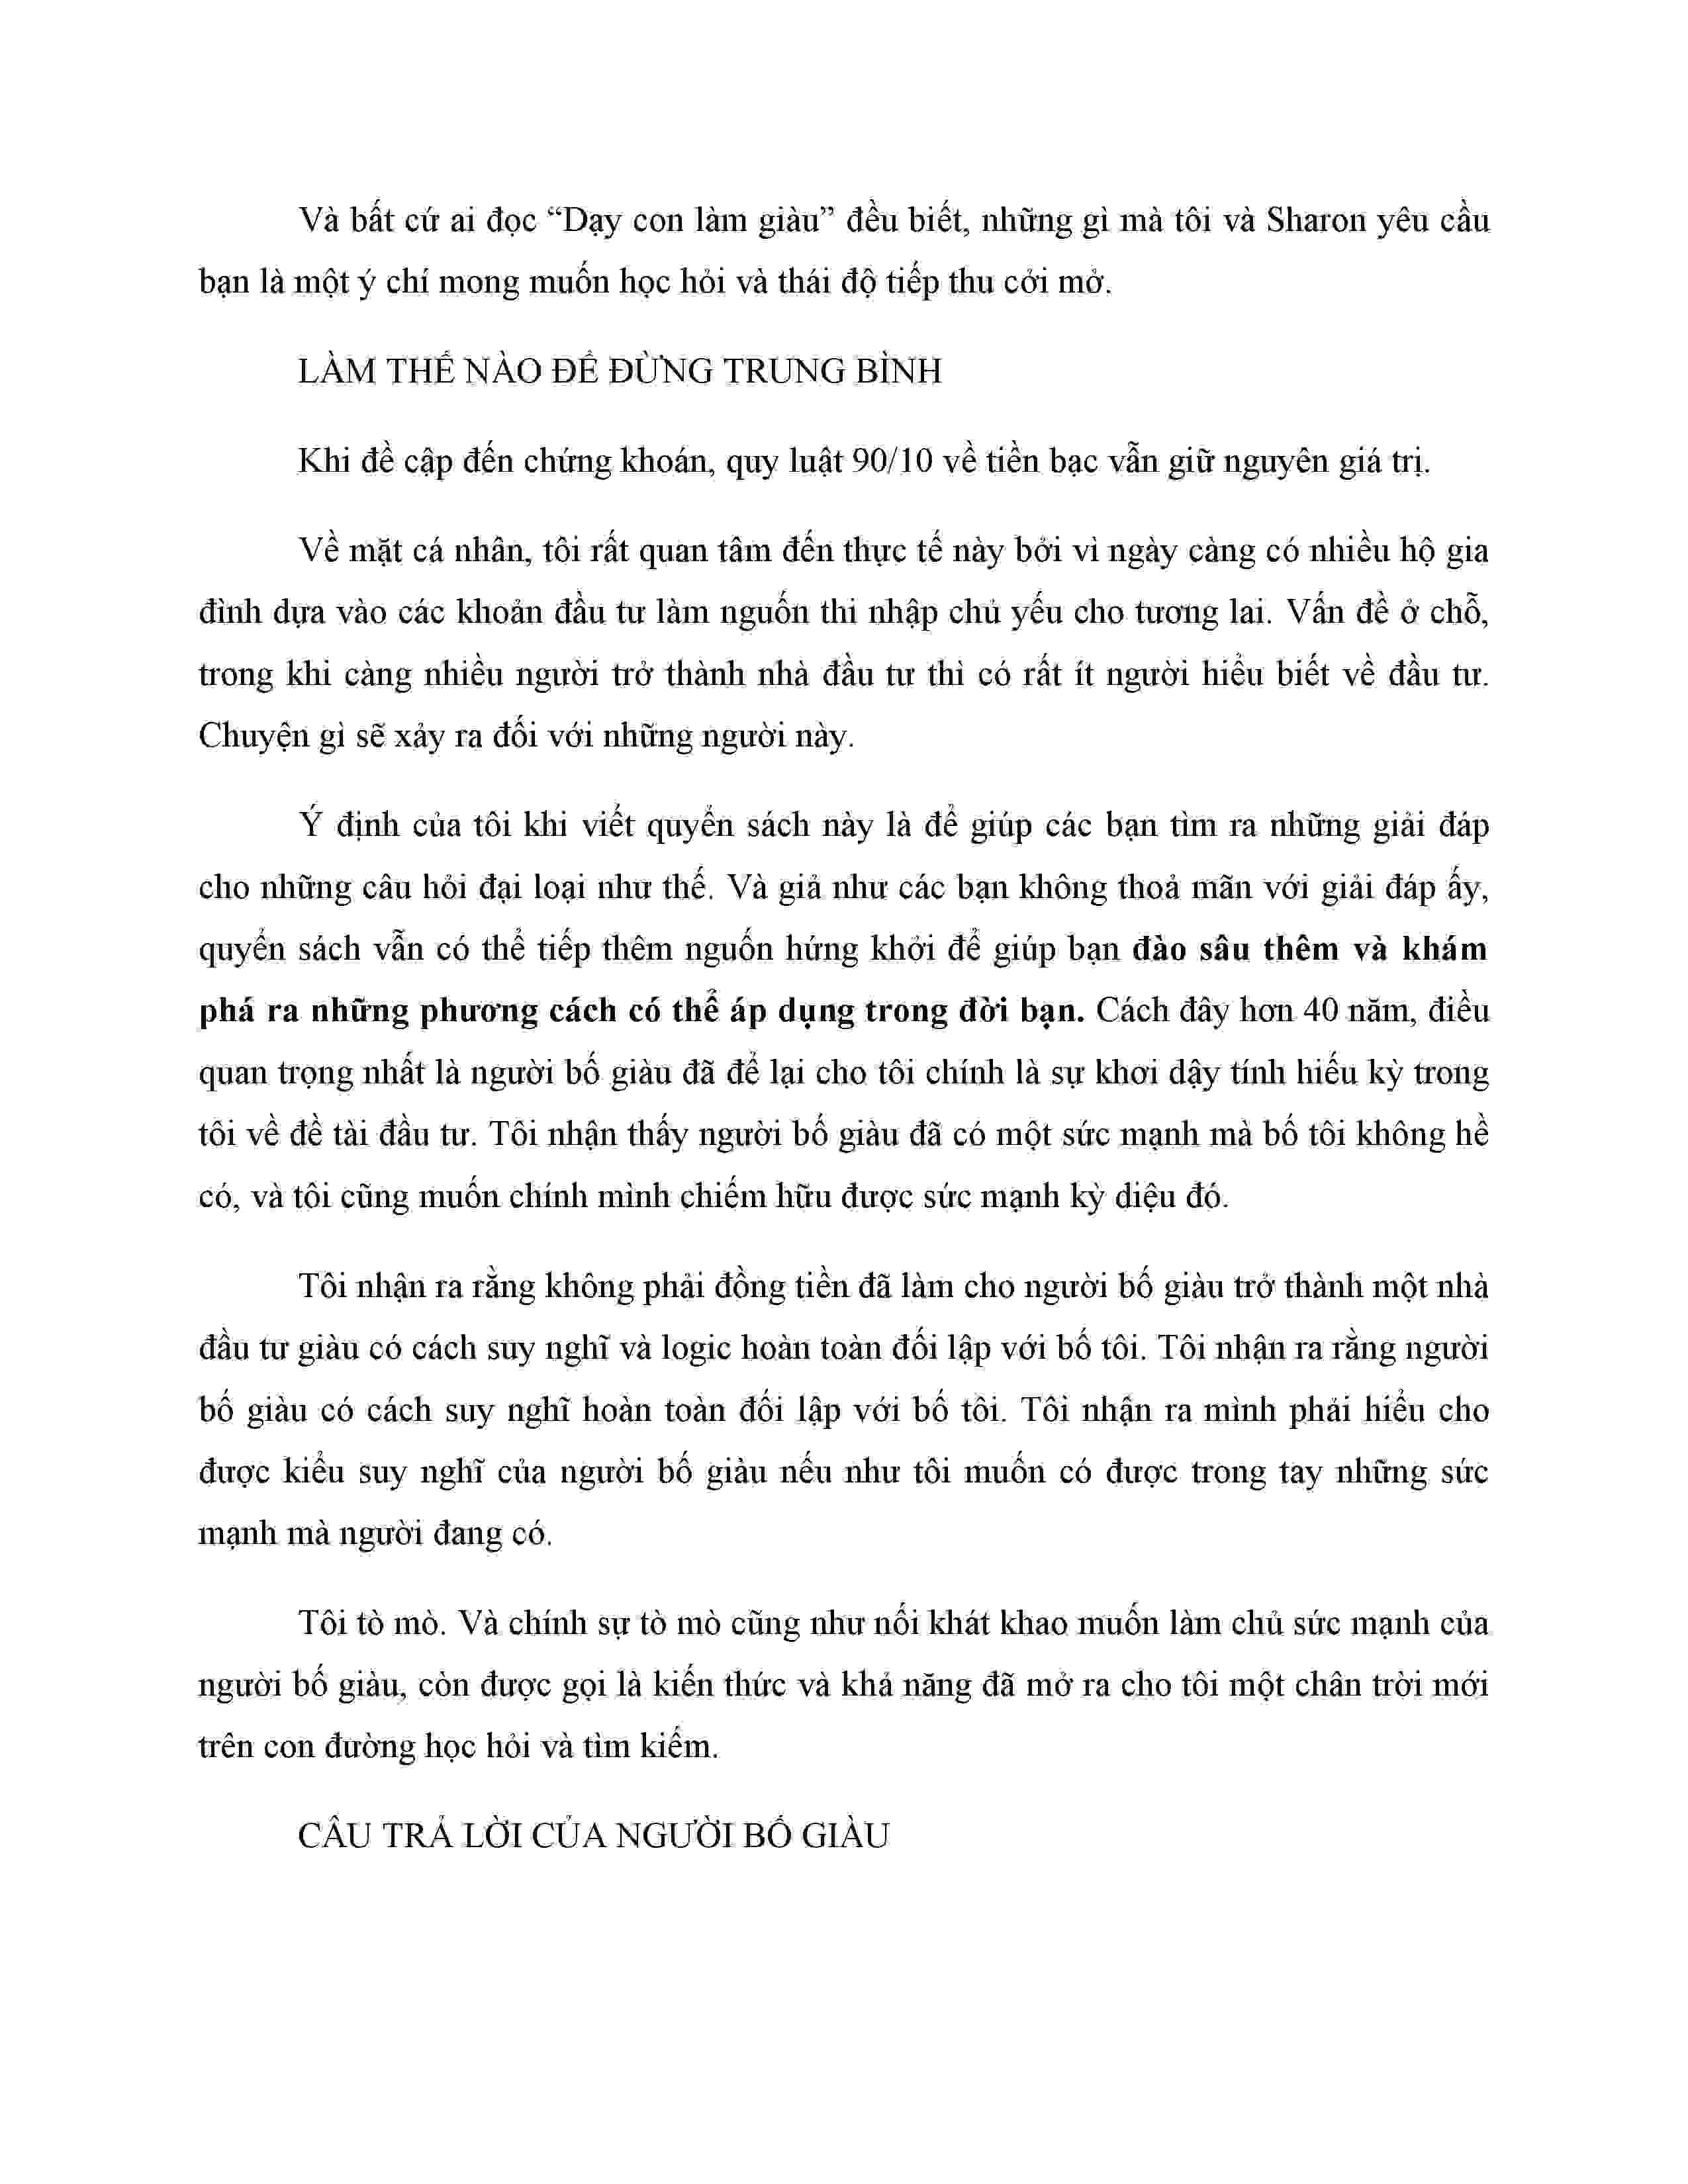 Và bất cứ ai đọc “Dạy con làm giàu” đều biết, những gì mà tôi và Sharon yêu cầu
bạn là một ý chí mong muốn học hỏi và thái độ tiếp thu cởi mở.
LÀM THẾ NÀO ĐỂ ĐỪNG TRUNG BÌNH
Khi đề cập đến chứng khoán, quy luật 90/10 về tiền bạc vẫn giữ nguyên giá trị.
Về mặt cá nhân, tôi rất quan tâm đến thực tế này bởi vì ngày càng có nhiều hộ gia
đình dựa vào các khoản đầu tư làm nguồn thi nhập chủ yếu cho tương lai. Vấn đề ở chỗ,
trong khi càng nhiều người trở thành nhà đầu tư thì có rất ít người hiểu biết về đầu tư.
Chuyện gì sẽ xảy ra đối với những người này.
Ý định của tôi khi viết quyển sách này là để giúp các bạn tìm ra những giải đáp
cho những câu hỏi đại loại như thế. Và giả như các bạn không thoả mãn với giải đáp ấy,
quyển sách vẫn có thể tiếp thêm nguồn hứng khởi để giúp bạn đào sâu thêm và khám
phá ra những phương cách có thể áp dụng trong đời bạn. Cách đây hơn 40 năm, điều
quan trọng nhất là người bố giàu đã để lại cho tôi chính là sự khơi dậy tính hiếu kỳ trong
tôi về đề tài đầu tư. Tôi nhận thấy người bố giàu đã có một sức mạnh mà bố tôi không hề
có, và tôi cũng muốn chính mình chiếm hữu được sức mạnh kỳ diệu đó.
Tôi nhận ra rằng không phải đồng tiền đã làm cho người bố giàu trở thành một nhà
đầu tư giàu có cách suy nghĩ và logic hoàn toàn đối lập với bố tôi. Tôi nhận ra rằng người
bố giàu có cách suy nghĩ hoàn toàn đối lập với bố tôi. Tôi nhận ra mình phải hiểu cho
được kiểu suy nghĩ của người bố giàu nếu như tôi muốn có được trong tay những sức
mạnh mà người đang có.
Tôi tò mò. Và chính sự tò mò cũng như nối khát khao muốn làm chủ sức mạnh của
người bố giàu, còn được gọi là kiến thức và khả năng đã mở ra cho tôi một chân trời mới
trên con đường học hỏi và tìm kiếm.
CÂU TRẢ LỜI CỦA NGƯỜI BỐ GIÀU